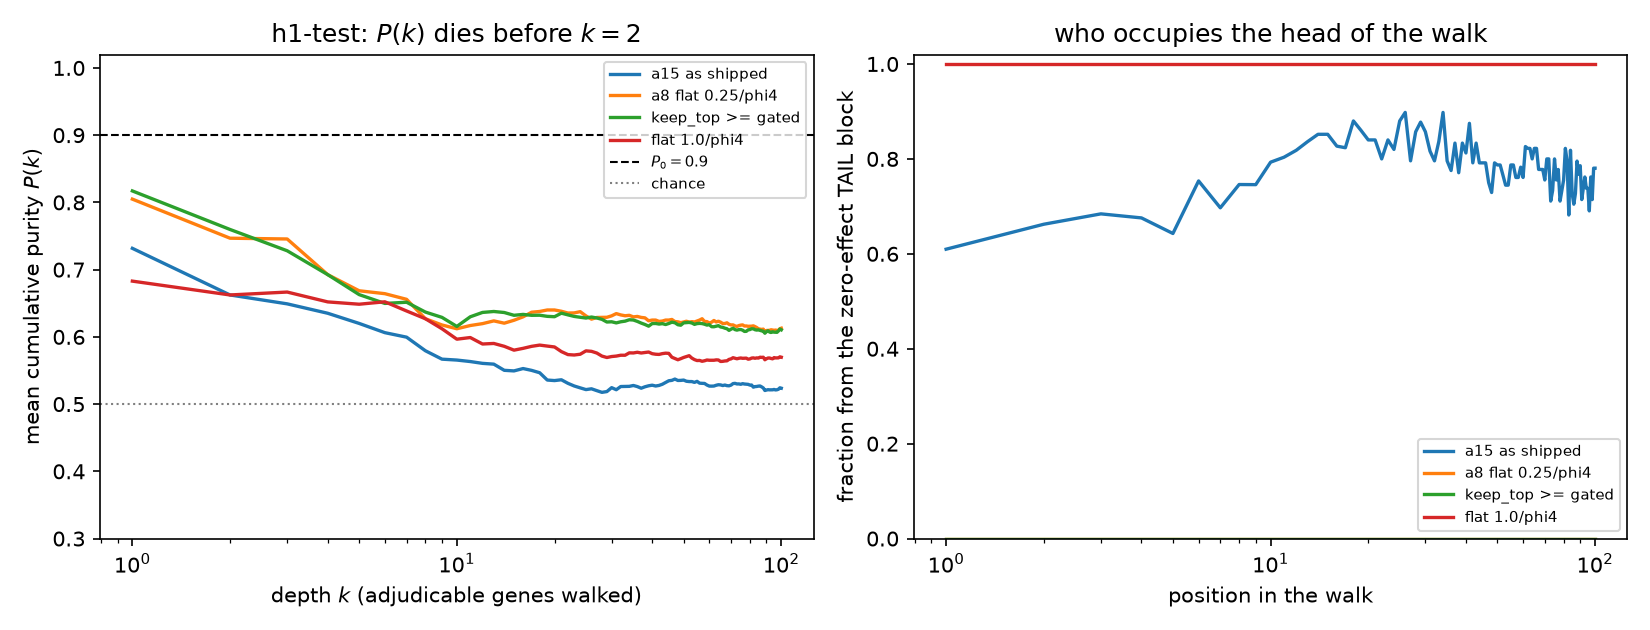 h1-test: P(k) dies before k = 2
1.0
0.9
0.8
0.7
0.6
0.5
0.4
0.3
mean cumulative purity P(k)
10⁰
10¹
10²
depth k (adjudicable genes walked)
a15 as shipped
a8 flat 0.25/phi4
keep_top >= gated
flat 1.0/phi4
P₀ = 0.9
chance
who occupies the head of the walk
1.0
0.8
0.6
0.4
0.2
0.0
fraction from the zero-effect TAIL block
10⁰
10¹
10²
position in the walk
a15 as shipped
a8 flat 0.25/phi4
keep_top >= gated
flat 1.0/phi4